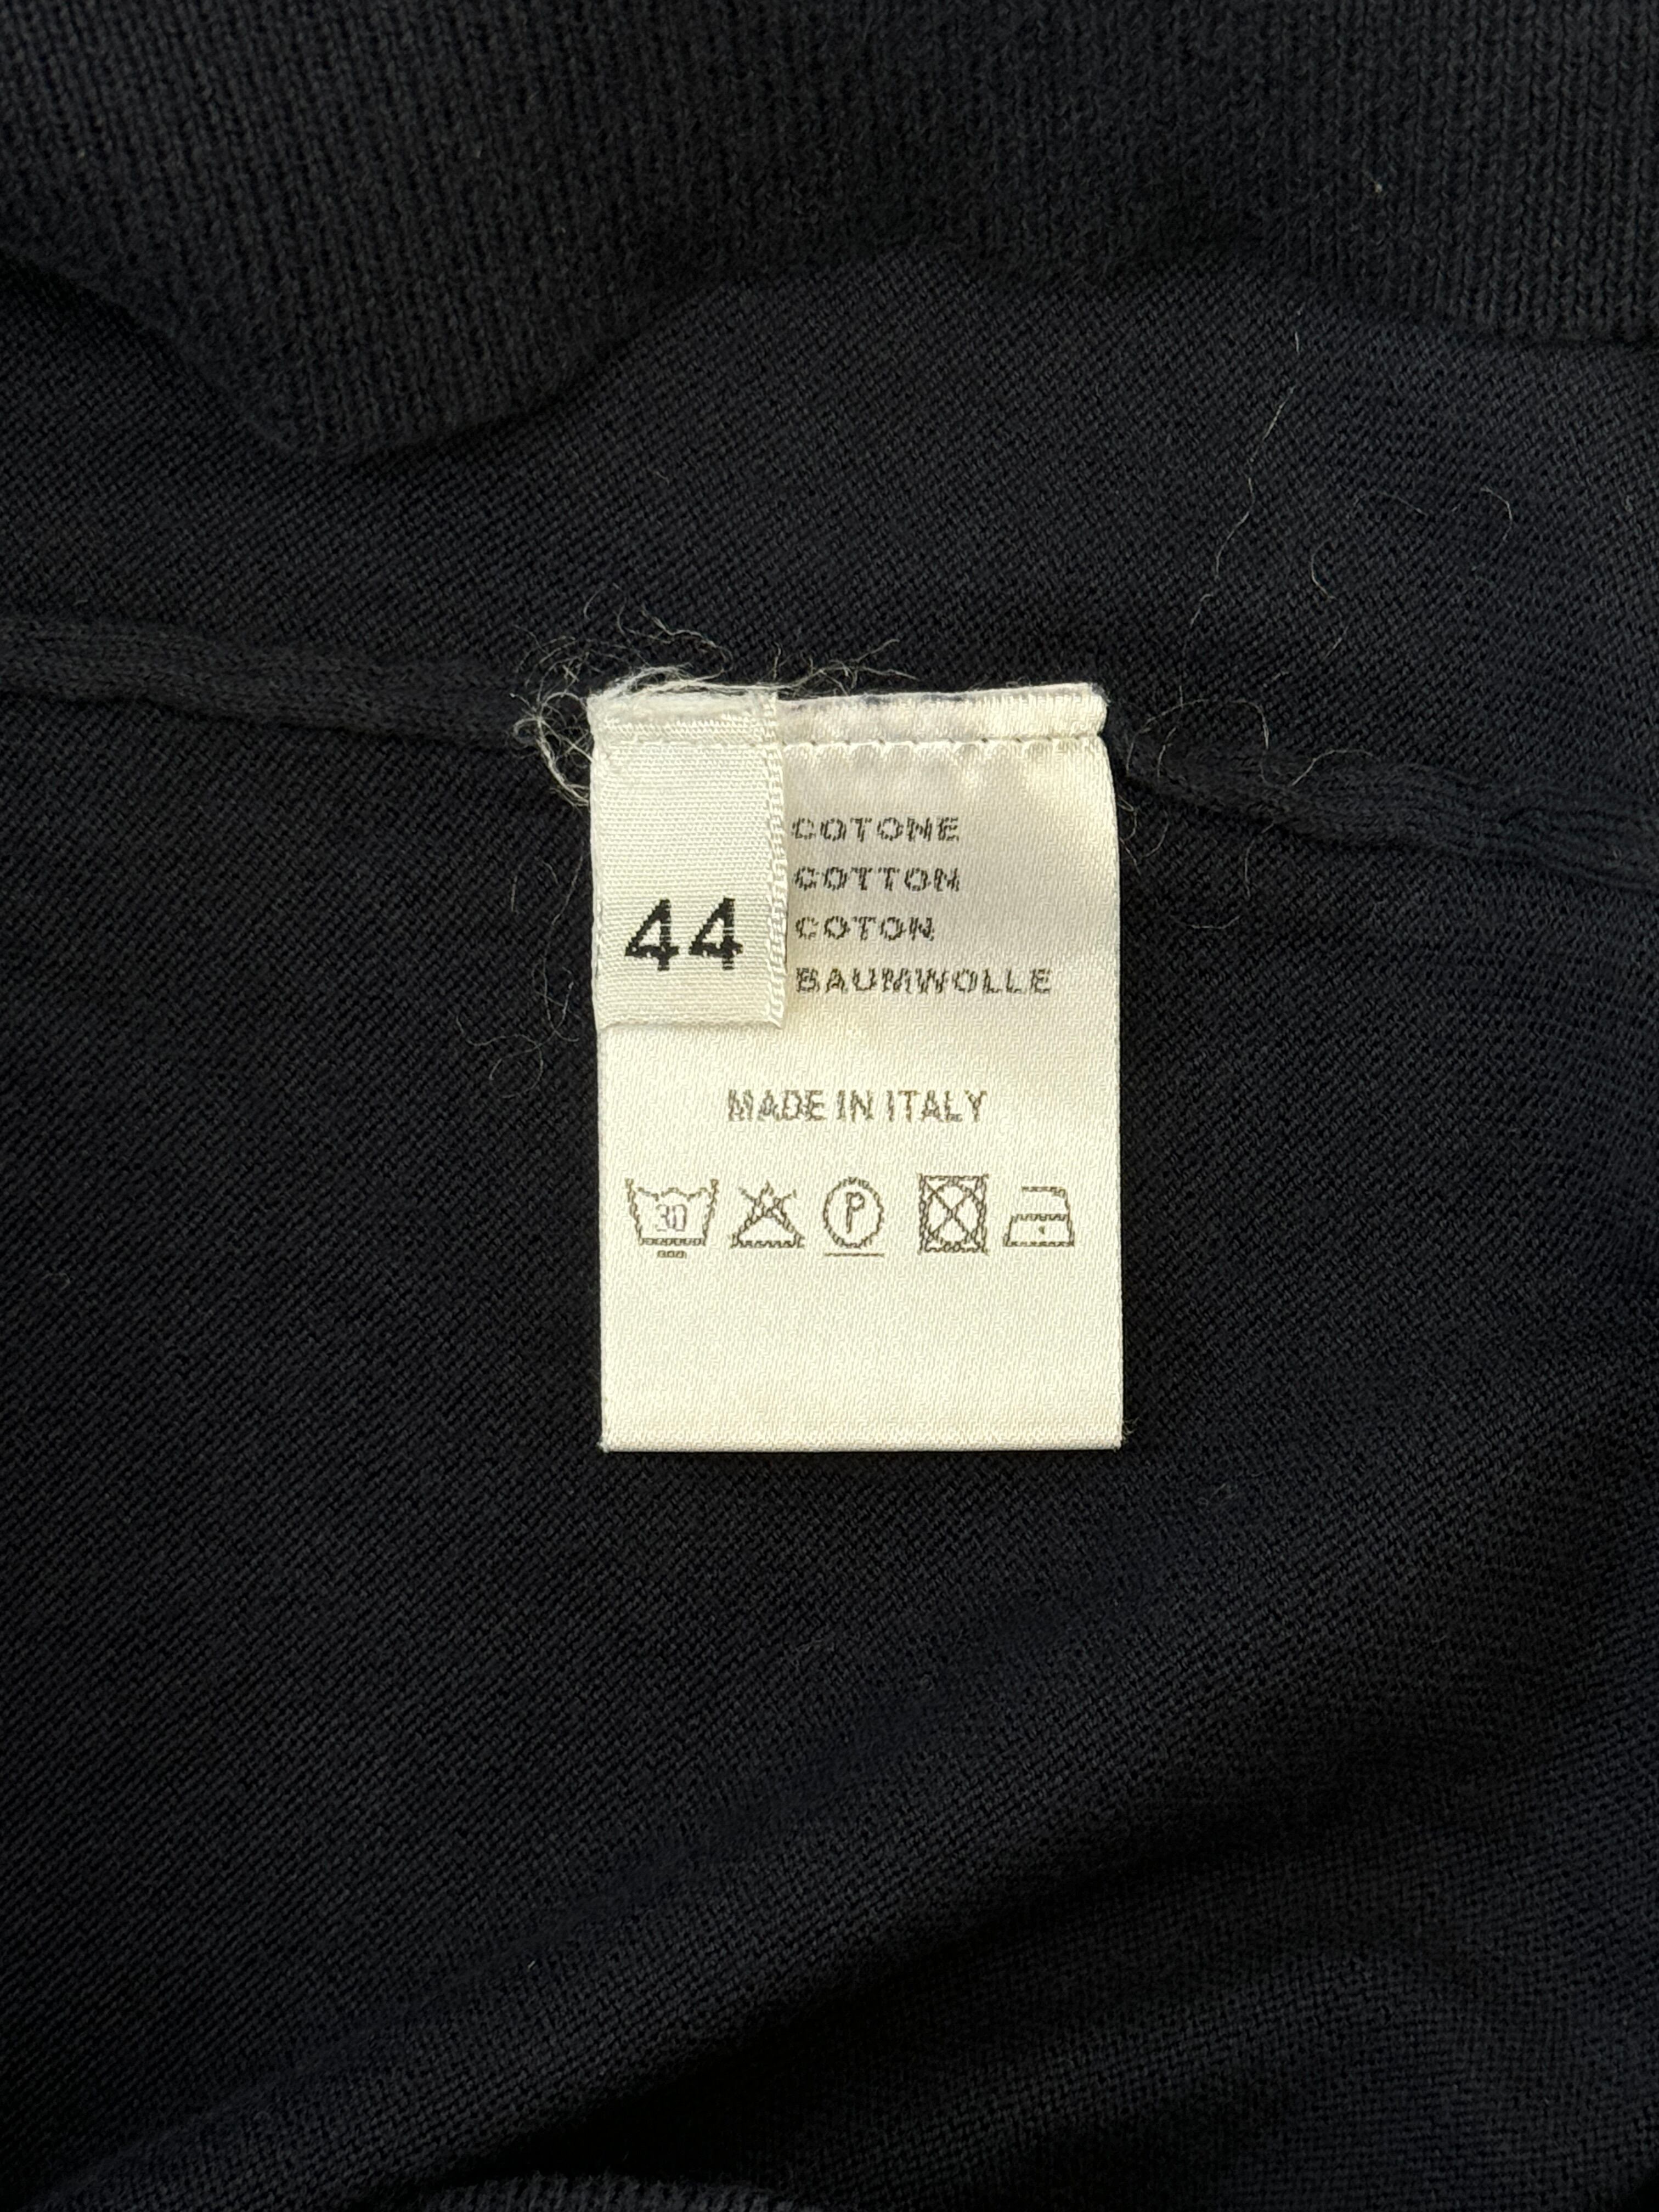 44
COTONE
COTTON
COTON
BAUMWOLLE
MADE IN ITALY
30
P